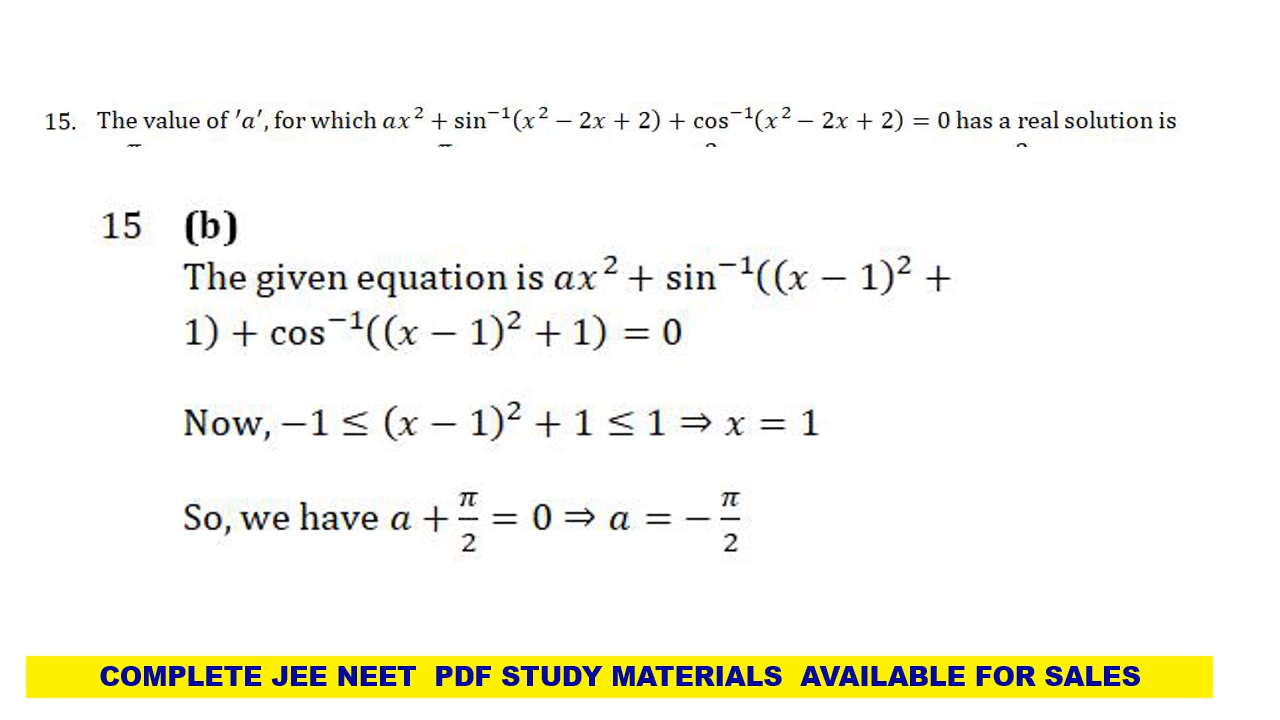 15. The value of 'a', for which ax² + sin⁻¹(x² − 2x + 2) + cos⁻¹(x² − 2x + 2) = 0 has a real solution is
15 (b)
The given equation is ax² + sin⁻¹((x − 1)² +
1) + cos⁻¹((x − 1)² + 1) = 0
Now, −1 ≤ (x − 1)² + 1 ≤ 1 ⇒ x = 1
So, we have a + π/2 = 0 ⇒ a = − π/2
COMPLETE JEE NEET PDF STUDY MATERIALS AVAILABLE FOR SALES